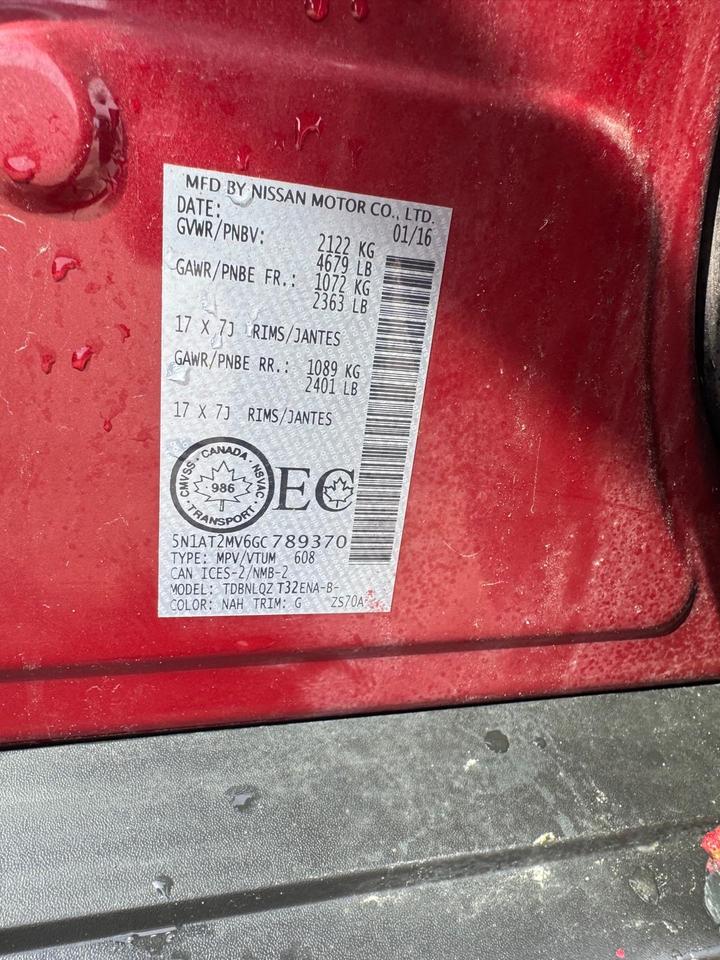 MFD BY NISSAN MOTOR CO., LTD.
DATE: 01/16
GVWR/PNBV: 2122 KG
4679 LB
GAWR/PNBE FR.: 1072 KG
2363 LB
17 X 7J RIMS/JANTES
GAWR/PNBE RR.: 1089 KG
2401 LB
17 X 7J RIMS/JANTES
CMVSS · CANADA · NSVAC
986
TRANSPORT
EC
5N1AT2MV6GC789370
TYPE: MPV/VTUM 608
CAN ICES-2/NMB-2
MODEL: TDBNLQZ T32ENA-B-
COLOR: NAH TRIM: G ZS70A